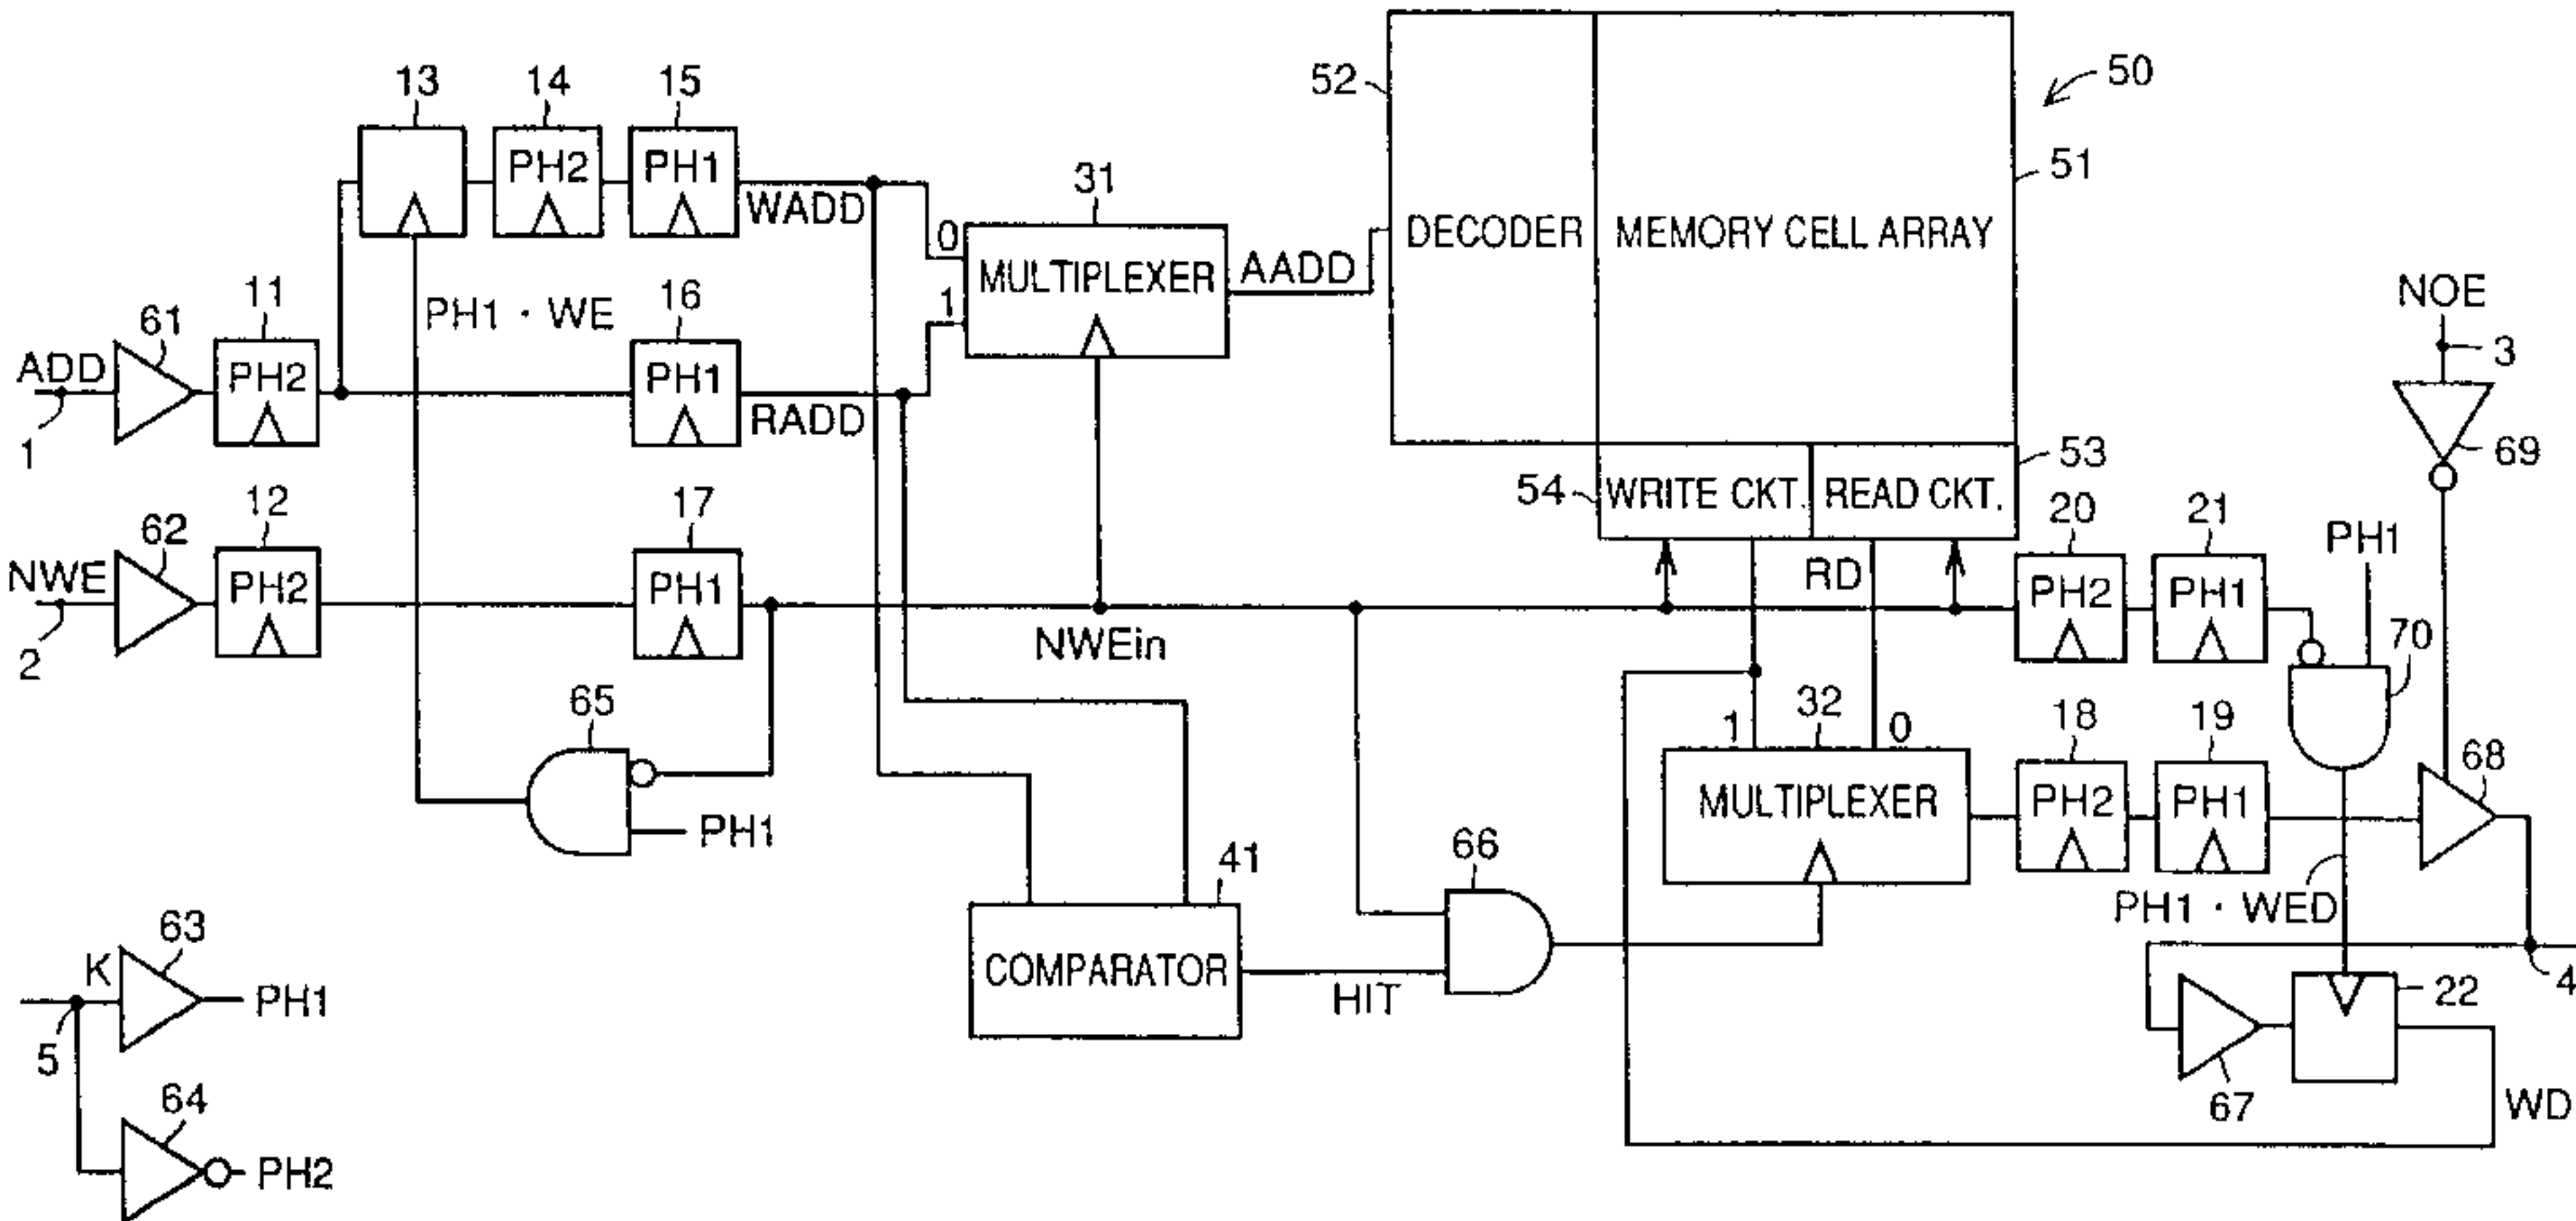 13
14
15
PH2
PH1
WADD
52
DECODER
MEMORY CELL ARRAY
50
51
31
0
MULTIPLEXER
1
AADD
PH1 · WE
61
11
16
ADD
PH2
PH1
RADD
1
NOE
3
69
54
WRITE CKT.
READ CKT.
53
62
12
17
NWE
PH2
PH1
2
NWEin
RD
20
21
PH1
PH2
PH1
70
65
PH1
1
32
0
MULTIPLEXER
18
19
68
PH2
PH1
PH1 · WED
41
66
COMPARATOR
HIT
4
22
67
WD
63
K
PH1
5
64
PH2